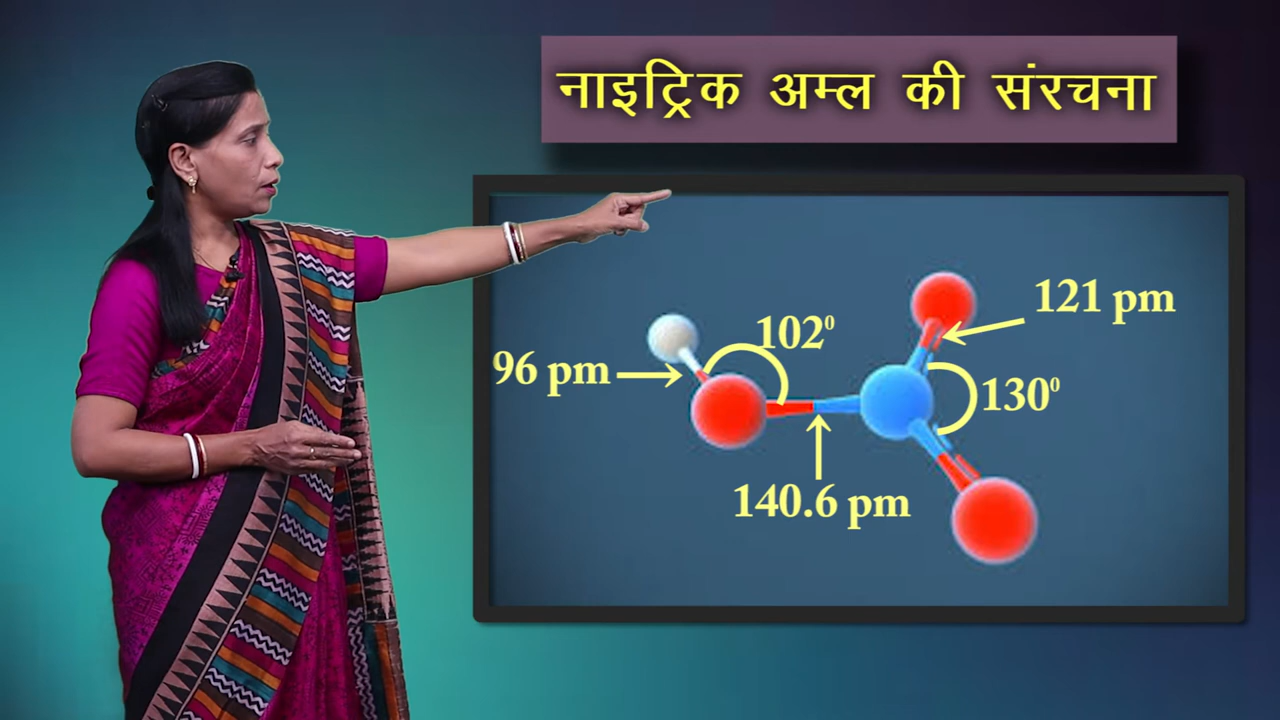 नाइट्रिक अम्ल की संरचना
121 pm
102⁰
96 pm
130⁰
140.6 pm